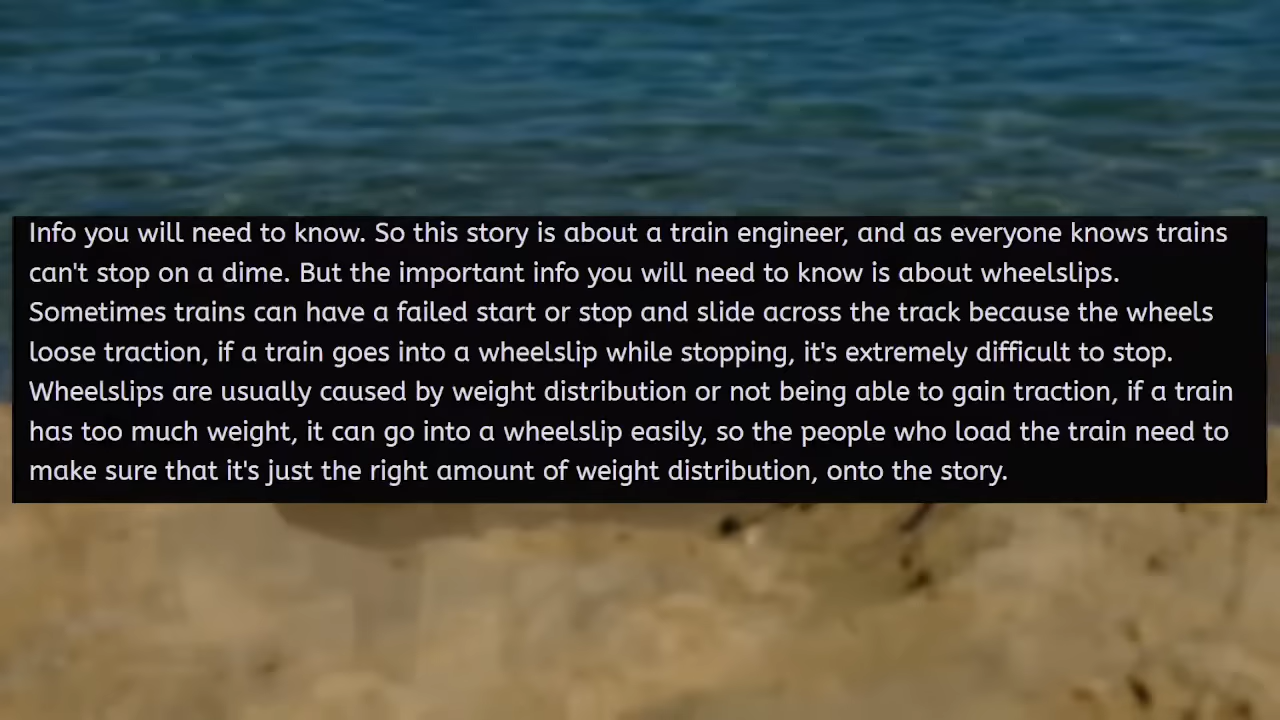 Info you will need to know. So this story is about a train engineer, and as everyone knows trains
can't stop on a dime. But the important info you will need to know is about wheelslips.
Sometimes trains can have a failed start or stop and slide across the track because the wheels
loose traction, if a train goes into a wheelslip while stopping, it's extremely difficult to stop.
Wheelslips are usually caused by weight distribution or not being able to gain traction, if a train
has too much weight, it can go into a wheelslip easily, so the people who load the train need to
make sure that it's just the right amount of weight distribution, onto the story.